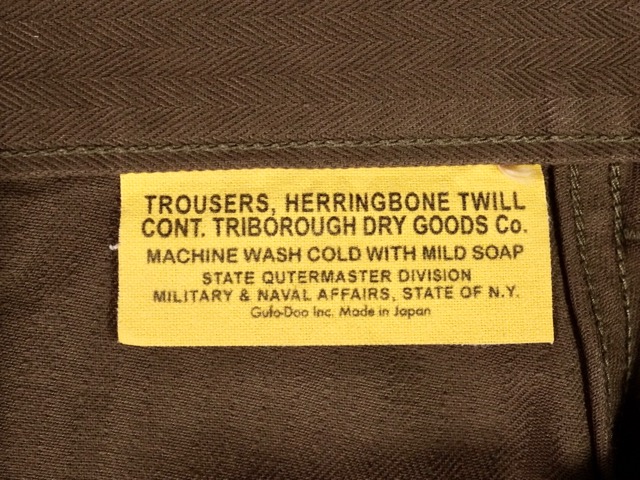 TROUSERS, HERRINGBONE TWILL
CONT. TRIBOROUGH DRY GOODS Co.
MACHINE WASH COLD WITH MILD SOAP
STATE QUTERMASTER DIVISION
MILITARY & NAVAL AFFAIRS, STATE OF N.Y.
Gufo-Doo Inc. Made in Japan